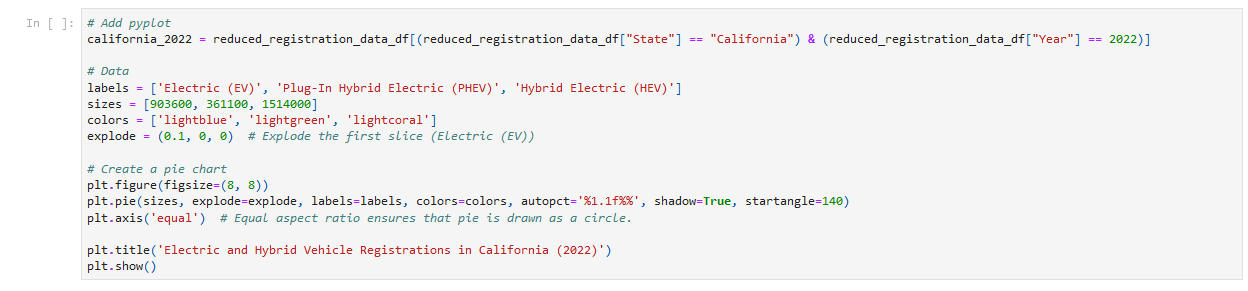 In [ ]:
# Add pyplot
california_2022 = reduced_registration_data_df[(reduced_registration_data_df["State"] == "California") & (reduced_registration_data_df["Year"] == 2022)]
# Data
labels = ['Electric (EV)', 'Plug-In Hybrid Electric (PHEV)', 'Hybrid Electric (HEV)']
sizes = [903600, 361100, 1514000]
colors = ['lightblue', 'lightgreen', 'lightcoral']
explode = (0.1, 0, 0)  # Explode the first slice (Electric (EV))
# Create a pie chart
plt.figure(figsize=(8, 8))
plt.pie(sizes, explode=explode, labels=labels, colors=colors, autopct='%1.1f%%', shadow=True, startangle=140)
plt.axis('equal')  # Equal aspect ratio ensures that pie is drawn as a circle.
plt.title('Electric and Hybrid Vehicle Registrations in California (2022)')
plt.show()